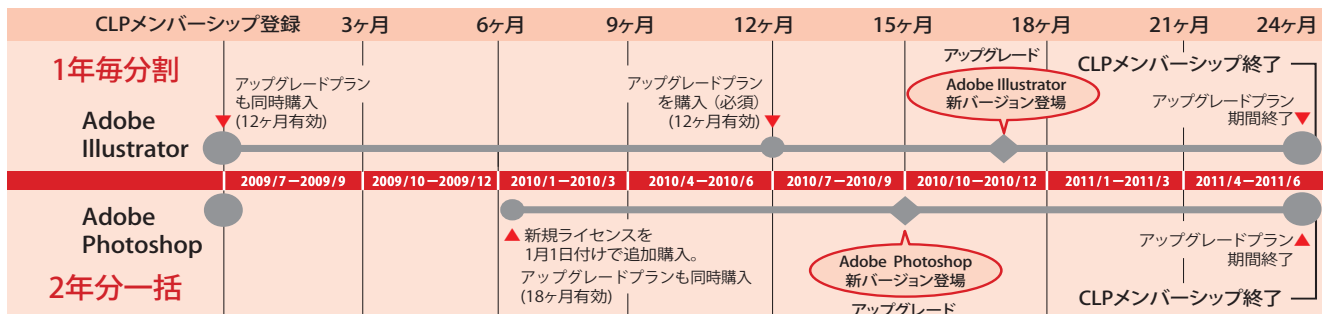 CLPメンバーシップ登録 3ヶ月 6ヶ月 9ヶ月 12ヶ月 15ヶ月 18ヶ月 21ヶ月 24ヶ月
1年毎分割
アップグレードプラン
も同時購入
(12ヶ月有効)
アップグレードプラン
を購入（必須）
(12ヶ月有効)
アップグレード
Adobe Illustrator
新バージョン登場
CLPメンバーシップ終了
アップグレードプラン
期間終了
Adobe
Illustrator
2009/7－2009/9 2009/10－2009/12 2010/1－2010/3 2010/4－2010/6 2010/7－2010/9 2010/10－2010/12 2011/1－2011/3 2011/4－2011/6
Adobe
Photoshop
2年分一括
新規ライセンスを
1月1日付けで追加購入。
アップグレードプランも同時購入
(18ヶ月有効)
Adobe Photoshop
新バージョン登場
アップグレード
アップグレードプラン
期間終了
CLPメンバーシップ終了